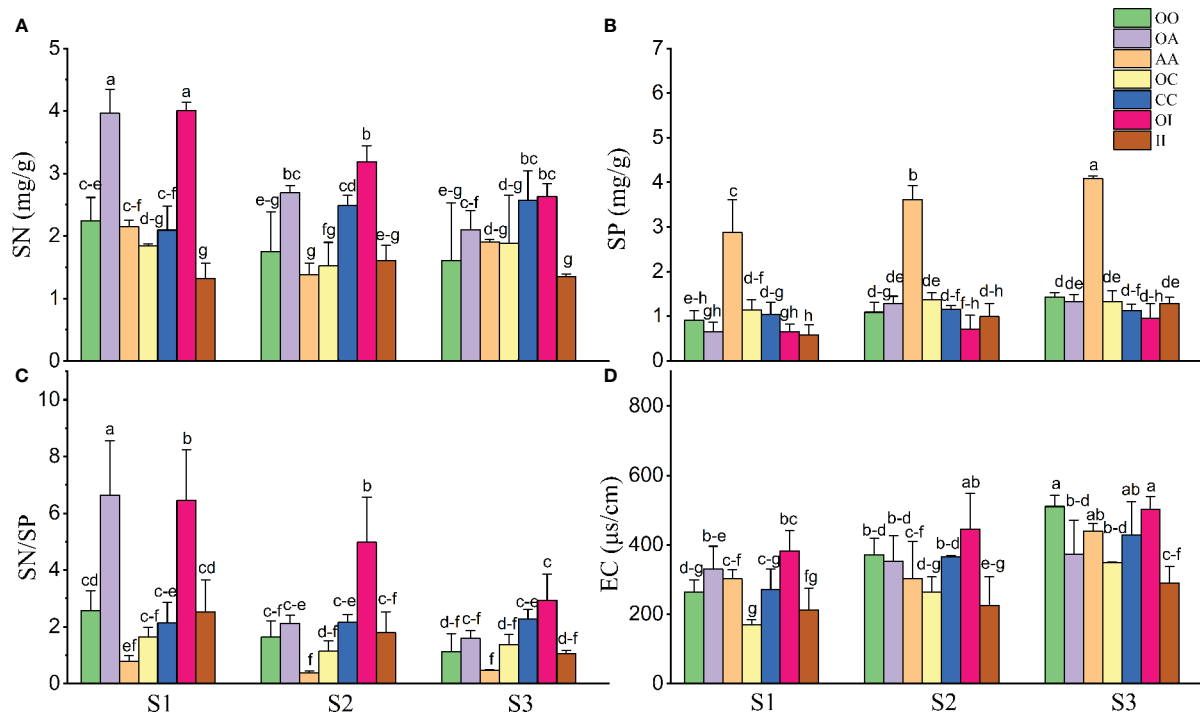 A
SN (mg/g)
5
4
3
2
1
0
c-e
a
c-f
d-g
c-f
a
g
e-g
bc
g
fg
cd
b
e-g
e-g
c-f
d-g
d-g
bc
bc
g
B
SP (mg/g)
7
6
5
4
3
2
1
0
e-h
gh
c
d-f
d-g
gh
h
d-g
de
b
de
d-f
f-h
d-h
d
de
a
de
d-f
d-h
de
OO
OA
AA
OC
CC
OI
II
C
SN/SP
10
8
6
4
2
0
cd
a
ef
c-f
c-e
b
cd
c-f
c-e
f
d-f
c-e
b
c-f
d-f
c-f
f
d-f
c-e
c
d-f
S1
S2
S3
D
EC (μs/cm)
800
600
400
200
0
d-g
b-e
c-f
g
c-g
bc
fg
b-d
b-d
c-f
d-g
b-d
ab
e-g
a
b-d
ab
b-d
ab
a
c-f
S1
S2
S3